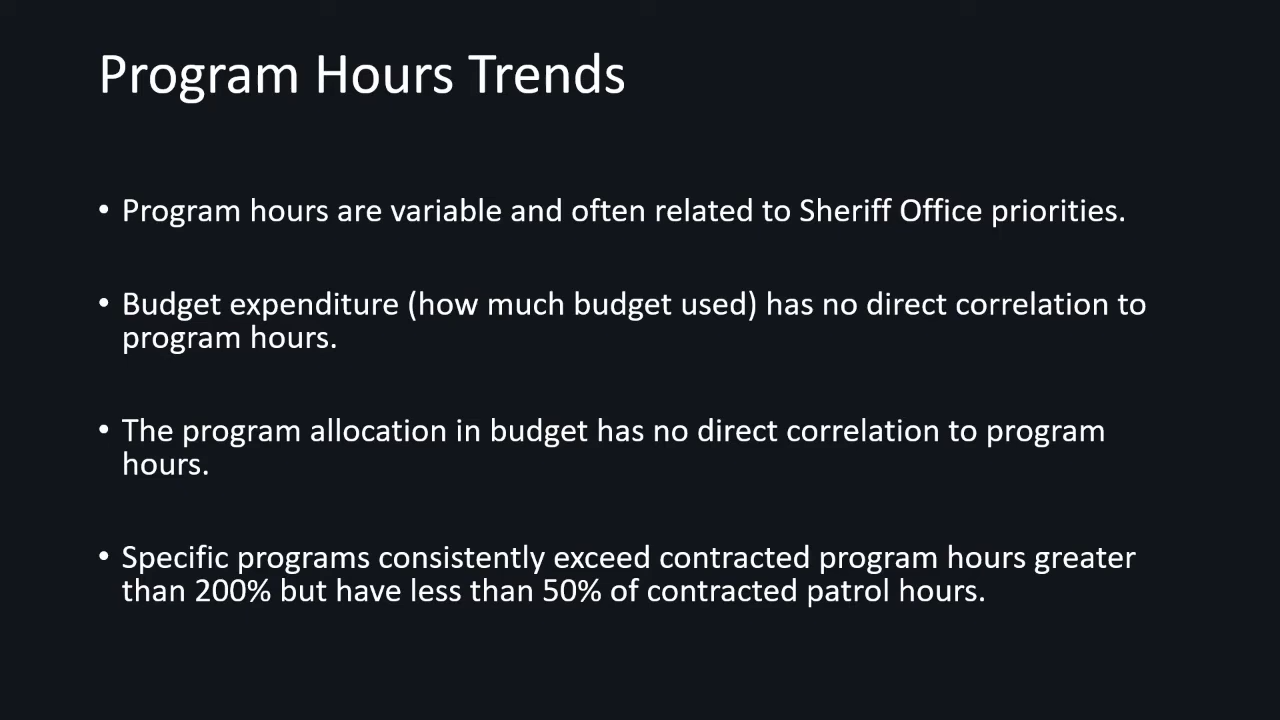 Program Hours Trends
• Program hours are variable and often related to Sheriff Office priorities.
• Budget expenditure (how much budget used) has no direct correlation to
program hours.
• The program allocation in budget has no direct correlation to program
hours.
• Specific programs consistently exceed contracted program hours greater
than 200% but have less than 50% of contracted patrol hours.